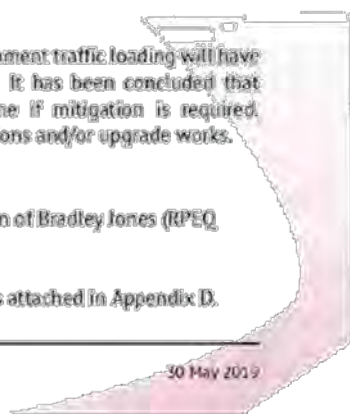 ment traffic loading will have
It has been concluded that
ne if mitigation is required.
ons and/or upgrade works.
n of Bradley Jones (RPEQ
s attached in Appendix D.
30 May 2019